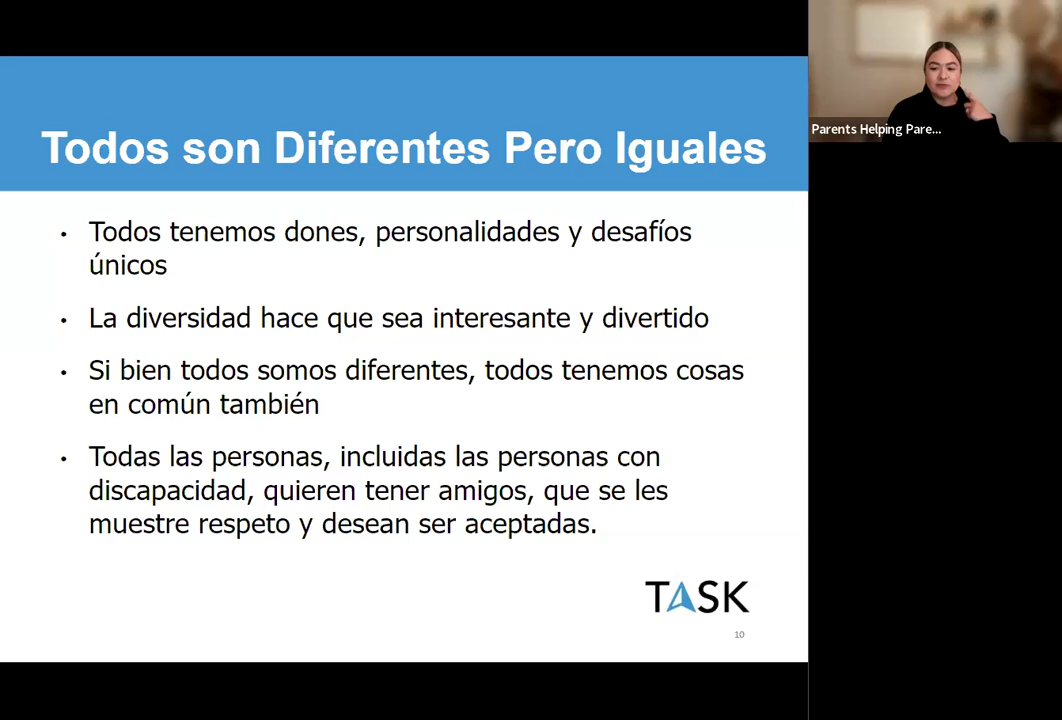 Todos son Diferentes Pero Iguales
• Todos tenemos dones, personalidades y desafíos
únicos
• La diversidad hace que sea interesante y divertido
• Si bien todos somos diferentes, todos tenemos cosas
en común también
• Todas las personas, incluidas las personas con
discapacidad, quieren tener amigos, que se les
muestre respeto y desean ser aceptadas.
TASK
10
Parents Helping Pare...